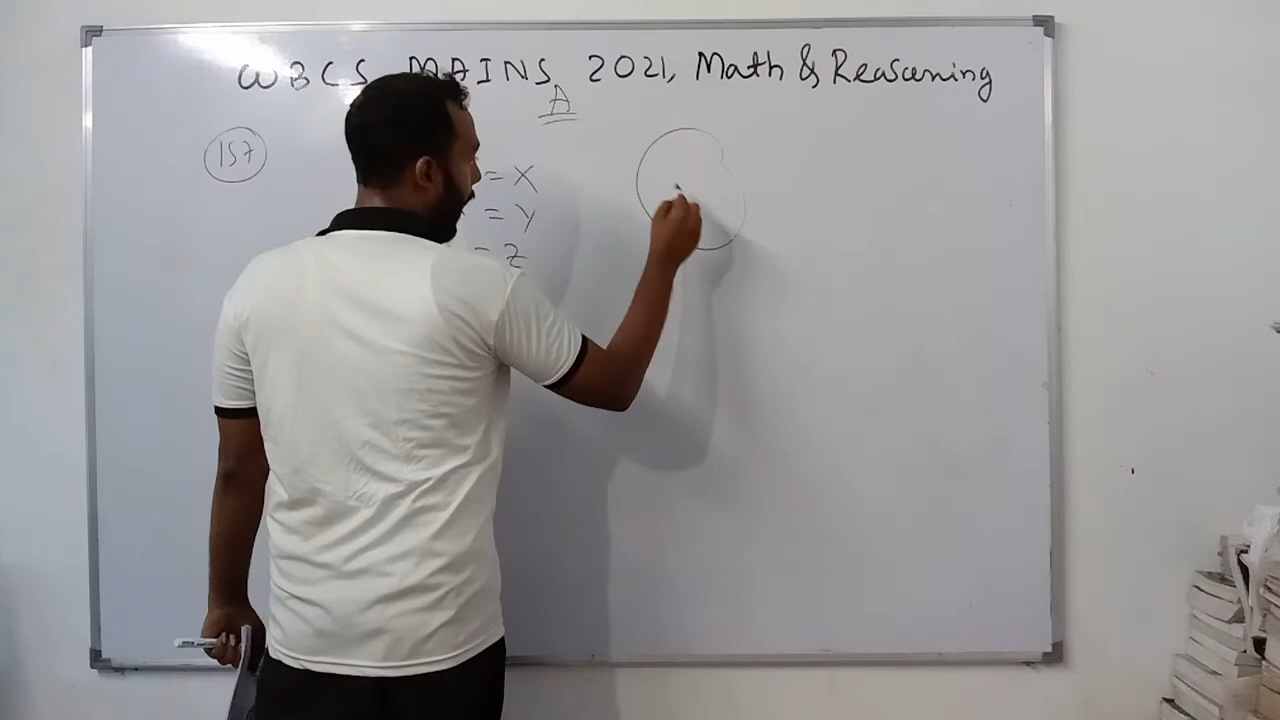 WBCS MAINS 2021, Math & Reasoning
A
157
= X
= Y
= Z